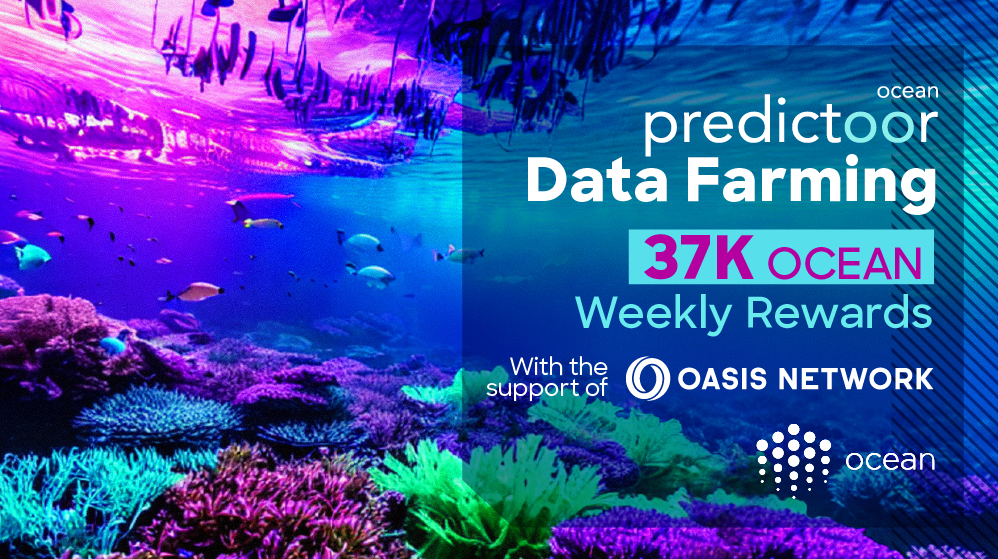 ocean
predictoor
Data Farming
37K OCEAN
Weekly Rewards
With the
support of
OASIS NETWORK
ocean